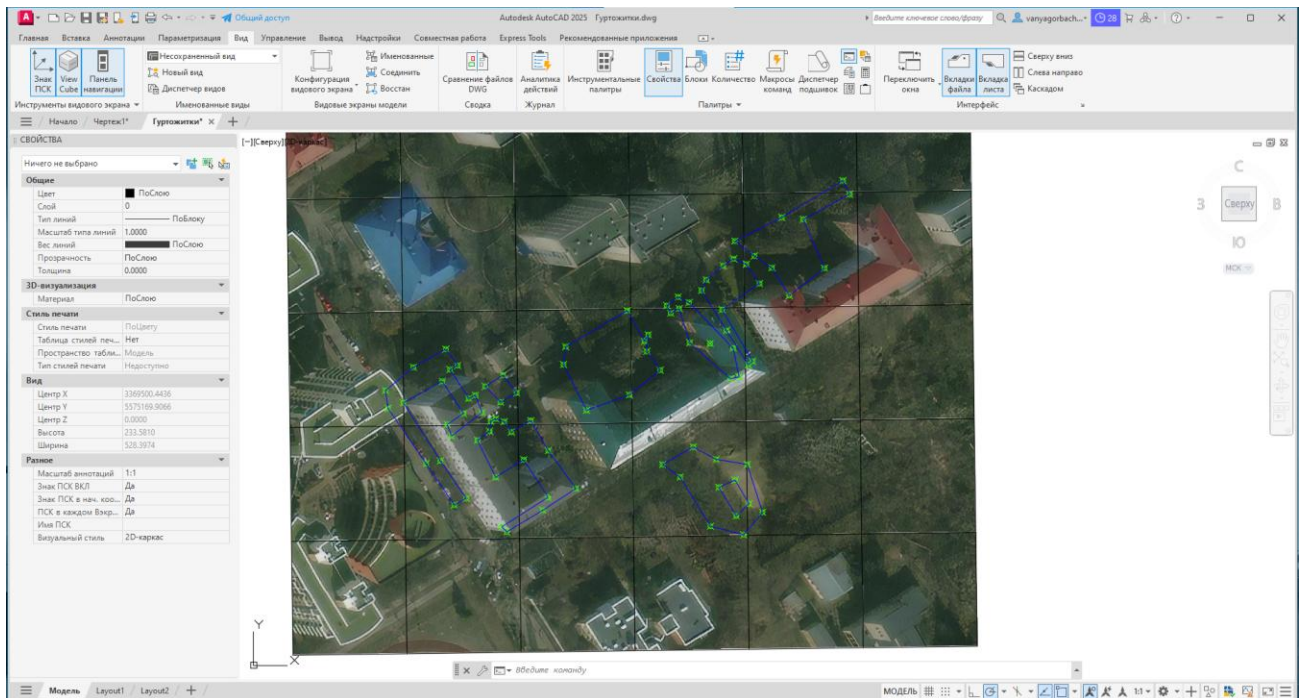 Общий доступ
Autodesk AutoCAD 2025 Гуртожитки.dwg
Введите ключевое слово/фразу
vanyagorbach...
28
Главная Вставка Аннотации Параметризация Вид Управление Вывод Надстройки Совместная работа Express Tools Рекомендованные приложения
Знак ПСК
View Cube
Панель навигации
Инструменты видового экрана
Несохраненный вид
Новый вид
Диспетчер видов
Именованные виды
Конфигурация видового экрана
Именованные
Соединить
Восстан
Видовые экраны модели
Сравнение файлов DWG
Сводка
Аналитика действий
Журнал
Инструментальные палитры
Свойства
Блоки
Количество
Макросы команд
Диспетчер подшивок
Палитры
Переключить окна
Вкладки файла
Вкладка листа
Сверху вниз
Слева направо
Каскадом
Интерфейс
Начало / Чертеж1* Гуртожитки*
СВОЙСТВА
Ничего не выбрано
Общие
Цвет ПоСлою
Слой 0
Тип линий ПоБлоку
Масштаб типа линий 1.0000
Вес линий ПоСлою
Прозрачность ПоСлою
Толщина 0.0000
3D-визуализация
Материал ПоСлою
Стиль печати
Стиль печати ПоЦвету
Таблица стилей печ... Нет
Пространство табли... Модель
Тип стилей печати Недоступно
Вид
Центр X 3369500.4436
Центр Y 5575169.9066
Центр Z 0.0000
Высота 233.5810
Ширина 528.3974
Разное
Масштаб аннотаций 1:1
Знак ПСК ВКЛ Да
Знак ПСК в нач. коо... Да
ПСК в каждом Вэкр... Да
Имя ПСК
Визуальный стиль 2D-каркас
[−][Сверху][2D-каркас]
С
З Сверху В
Ю
МСК
Y
X
Введите команду
Модель Layout1 Layout2
МОДЕЛЬ 1:1